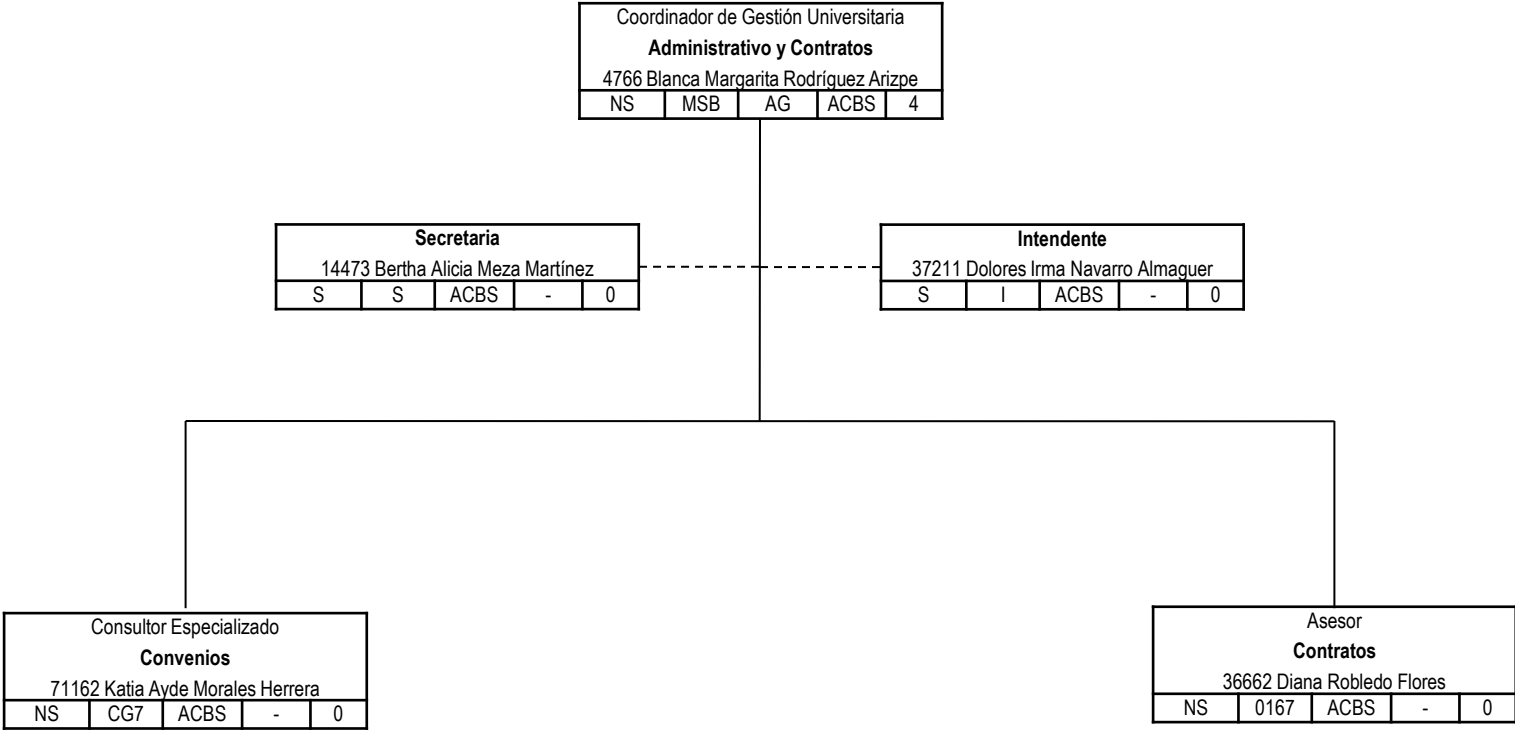 Coordinador de Gestión Universitaria
Administrativo y Contratos
4766 Blanca Margarita Rodríguez Arizpe
NS MSB AG ACBS 4
Secretaria
14473 Bertha Alicia Meza Martínez
S S ACBS - 0
Intendente
37211 Dolores Irma Navarro Almaguer
S I ACBS - 0
Consultor Especializado
Convenios
71162 Katia Ayde Morales Herrera
NS CG7 ACBS - 0
Asesor
Contratos
36662 Diana Robledo Flores
NS 0167 ACBS - 0